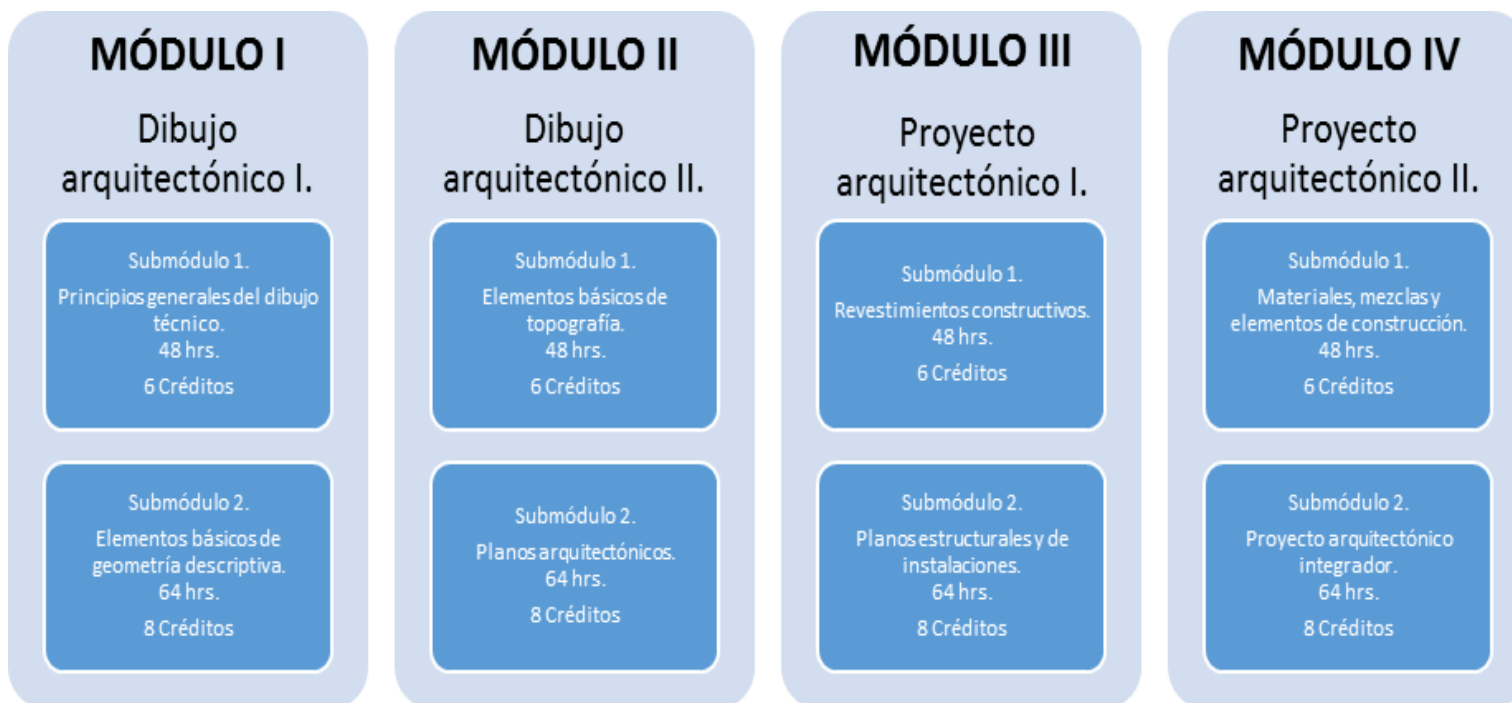 MÓDULO I
Dibujo
arquitectónico I.
Submódulo 1.
Principios generales del dibujo
técnico.
48 hrs.
6 Créditos
Submódulo 2.
Elementos básicos de
geometría descriptiva.
64 hrs.
8 Créditos
MÓDULO II
Dibujo
arquitectónico II.
Submódulo 1.
Elementos básicos de
topografía.
48 hrs.
6 Créditos
Submódulo 2.
Planos arquitectónicos.
64 hrs.
8 Créditos
MÓDULO III
Proyecto
arquitectónico I.
Submódulo 1.
Revestimientos constructivos.
48 hrs.
6 Créditos
Submódulo 2.
Planos estructurales y de
instalaciones.
64 hrs.
8 Créditos
MÓDULO IV
Proyecto
arquitectónico II.
Submódulo 1.
Materiales, mezclas y
elementos de construcción.
48 hrs.
6 Créditos
Submódulo 2.
Proyecto arquitectónico
integrador.
64 hrs.
8 Créditos